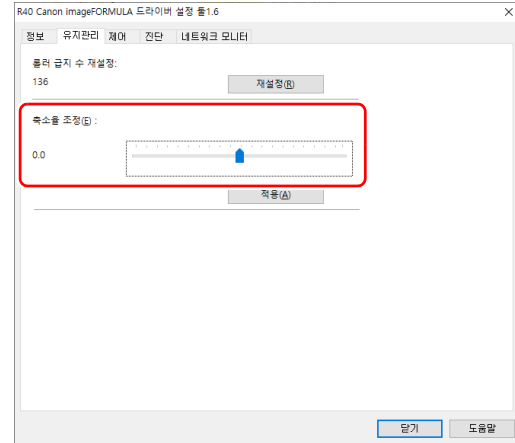 R40 Canon imageFORMULA 드라이버 설정 툴1.6
정보 유지관리 제어 진단 네트워크 모니터
롤러 급지 수 재설정:
136 재설정(R)
축소율 조정(E) :
0.0
적용(A)
닫기 도움말